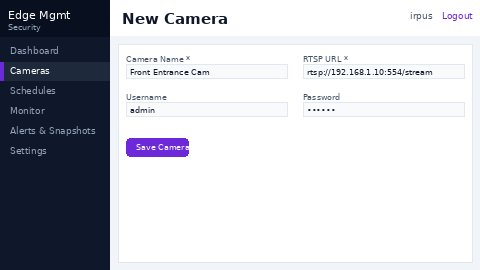 Edge Mgmt
Security
Dashboard
Cameras
Schedules
Monitor
Alerts & Snapshots
Settings
New Camera
irpus Logout
Camera Name *
Front Entrance Cam
RTSP URL *
rtsp://192.168.1.10:554/stream
Username
admin
Password
••••••
Save Camera